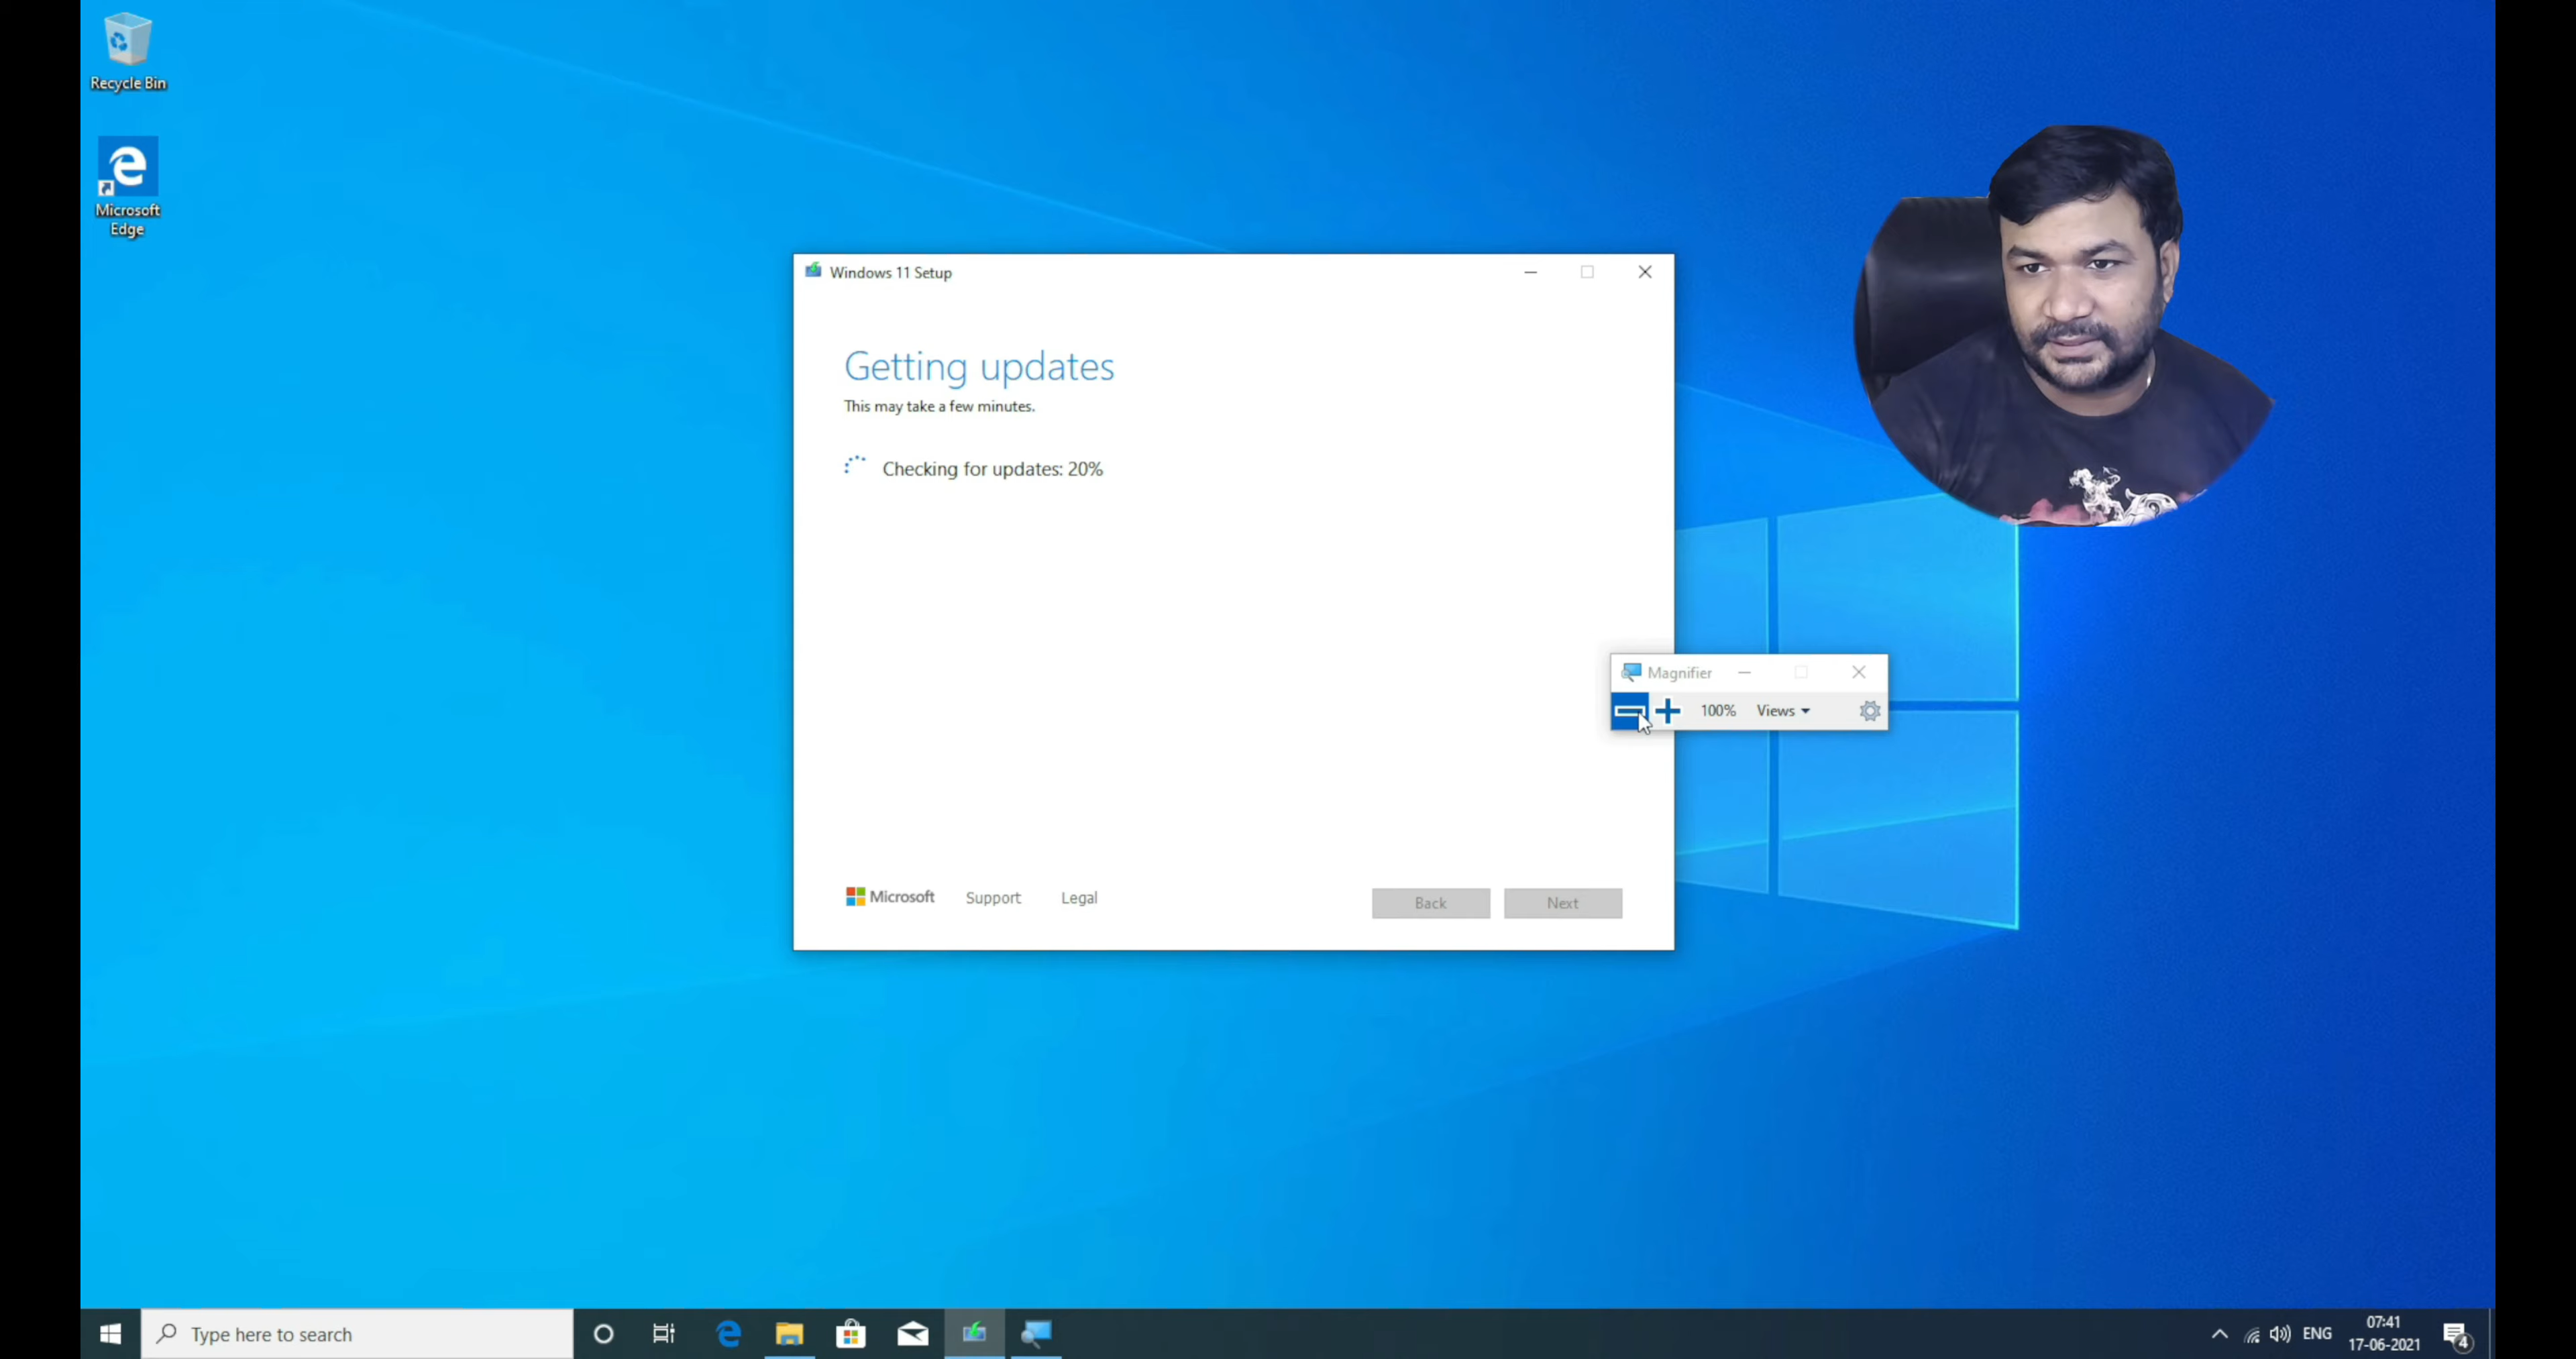 Recycle Bin
Microsoft
Edge
Windows 11 Setup
Getting updates
This may take a few minutes.
Checking for updates: 20%
Magnifier
100%
Views
Microsoft
Support
Legal
Back
Next
Type here to search
ENG
07:41
17-06-2021
4